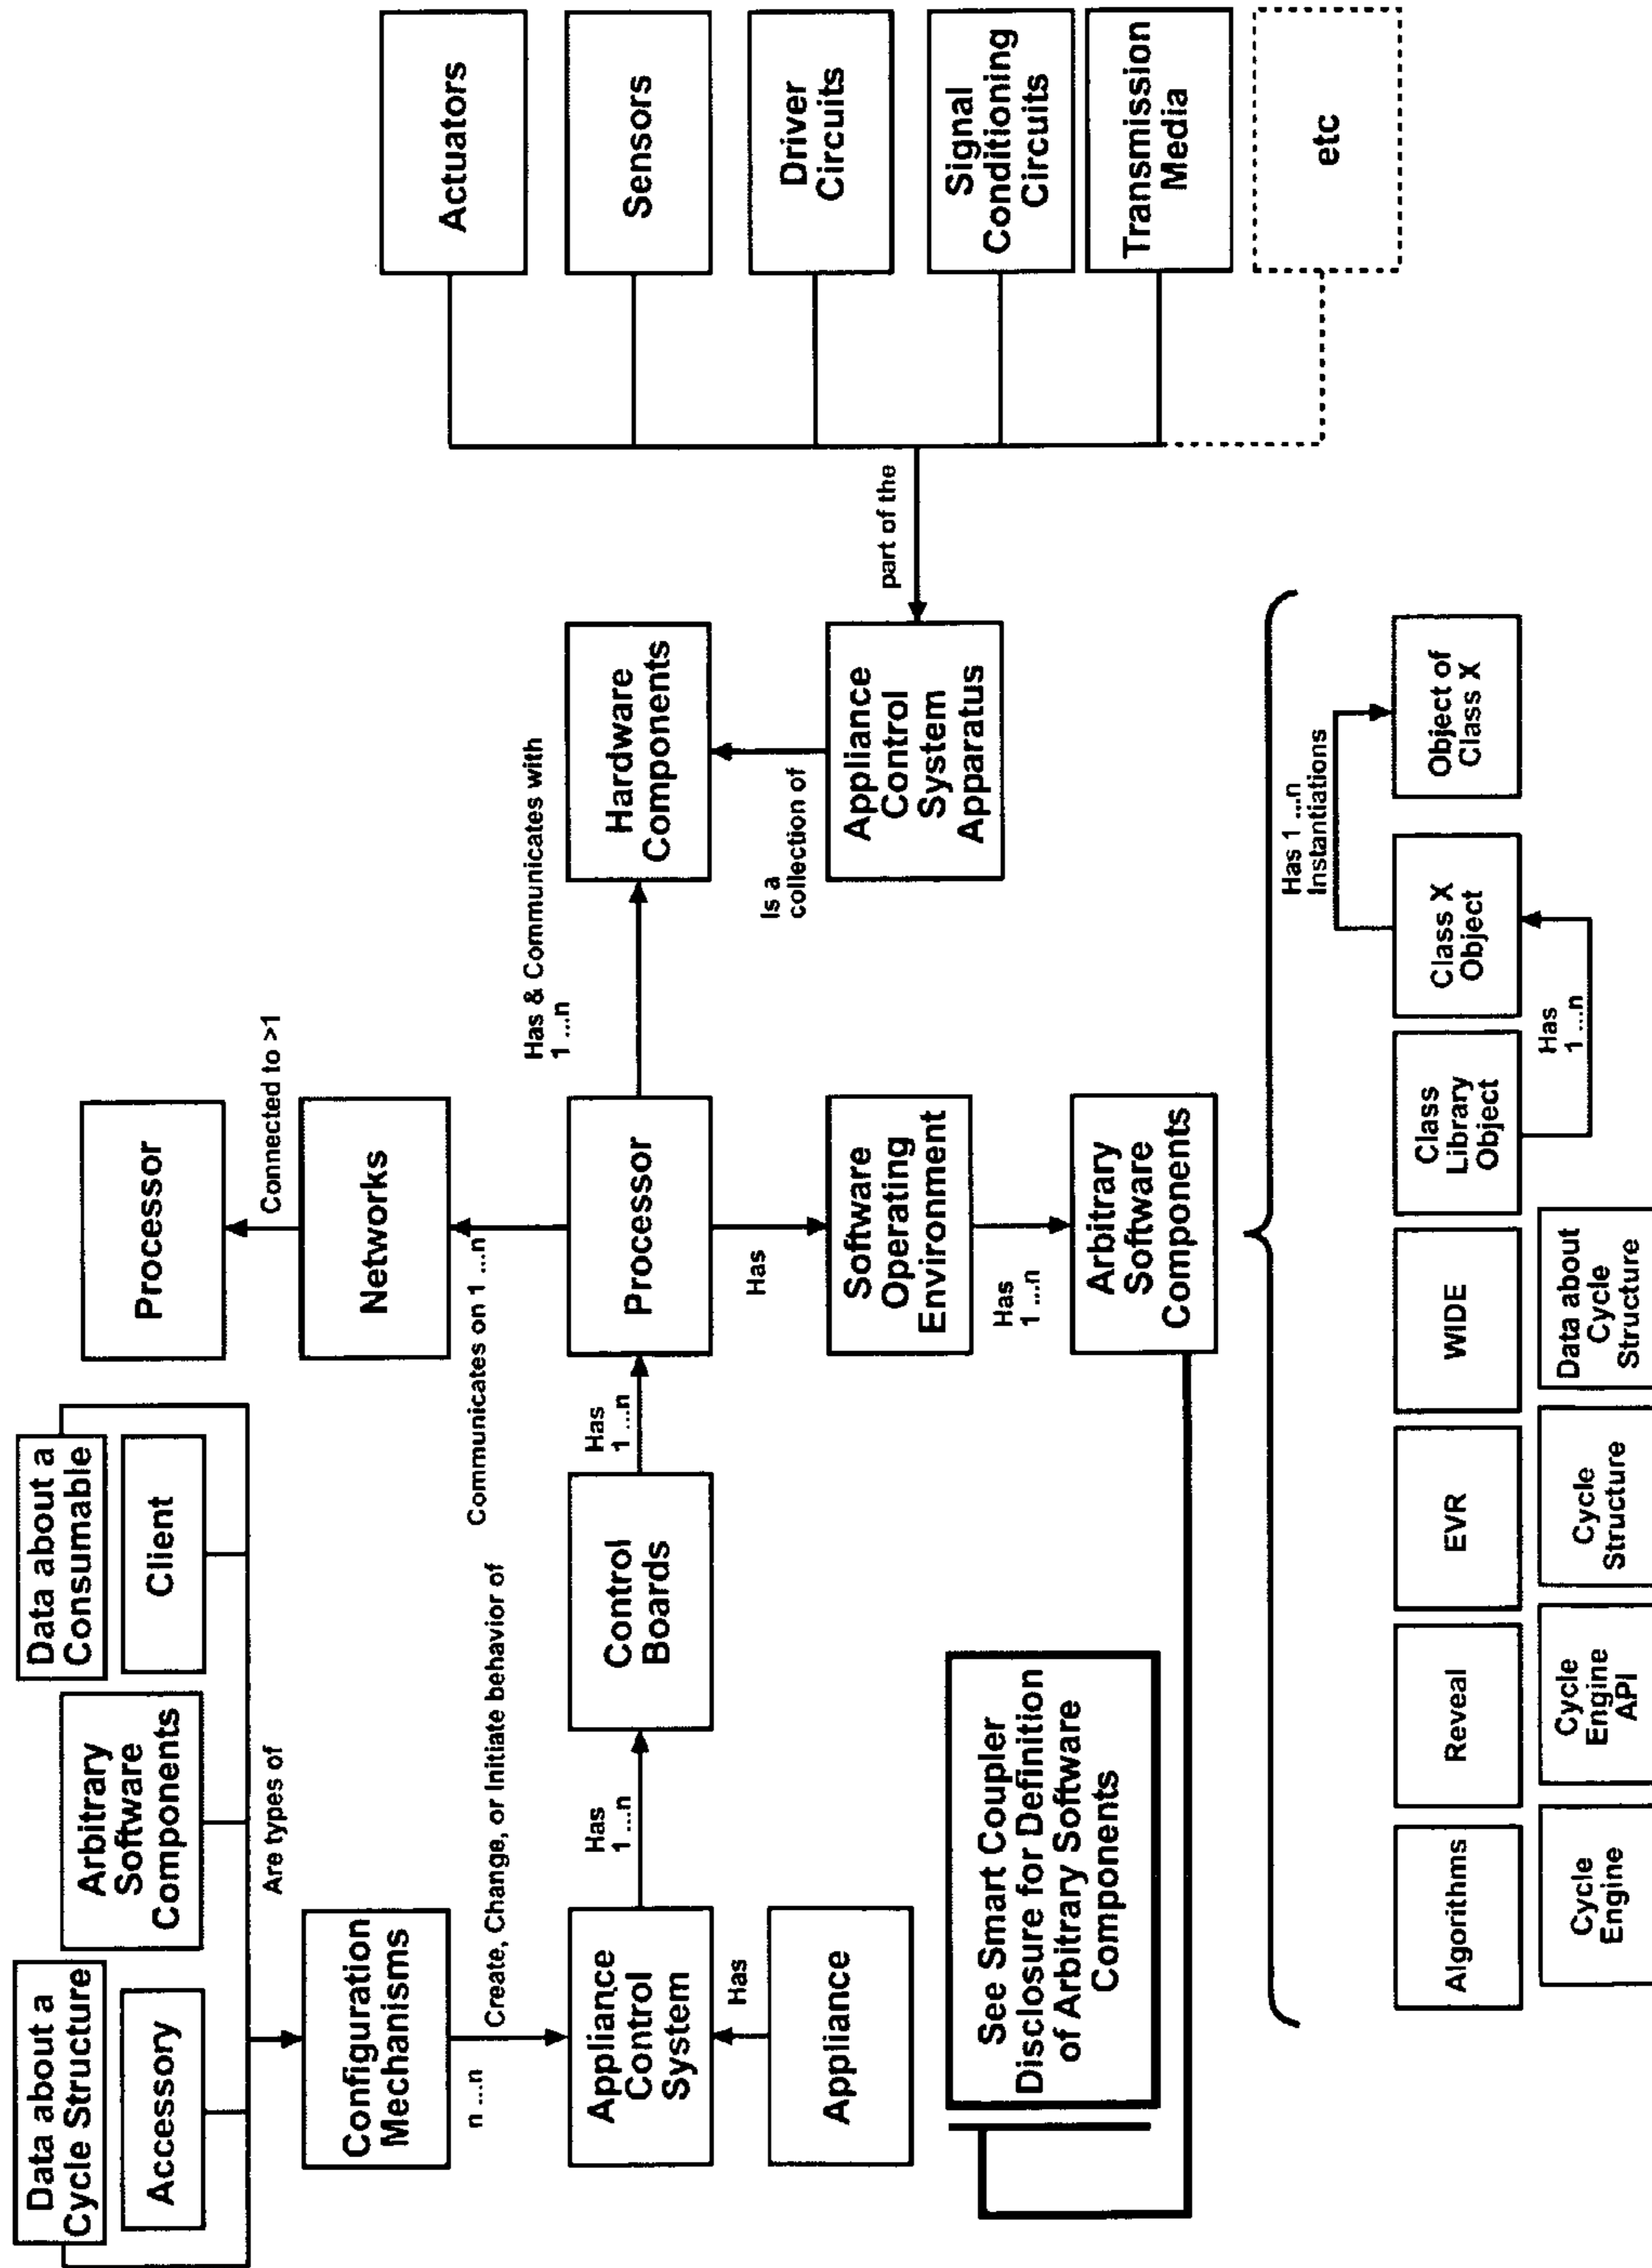 Data about a
Cycle Structure
Accessory
Arbitrary
Software
Components
Data about a
Consumable
Client
Are types of
Configuration
Mechanisms
n ...n
Create, Change, or Initiate behavior of
Appliance
Control
System
Has
Appliance
Has
1 ...n
Control
Boards
Has
1 ...n
Processor
Communicates on 1 ...n
Networks
Connected to >1
Processor
Has & Communicates with
1 ...n
Hardware
Components
Is a
collection of
Appliance
Control
System
Apparatus
part of the
Actuators
Sensors
Driver
Circuits
Signal
Conditioning
Circuits
Transmission
Media
etc
Has
Software
Operating
Environment
Has
1 ...n
Arbitrary
Software
Components
See Smart Coupler
Disclosure for Definition
of Arbitrary Software
Components
Algorithms
Reveal
EVR
WIDE
Class
Library
Object
Has
1 ...n
Class X
Object
Has 1 ...n
Instantiations
Object of
Class X
Cycle
Engine
Cycle
Engine
API
Cycle
Structure
Data about
Cycle
Structure